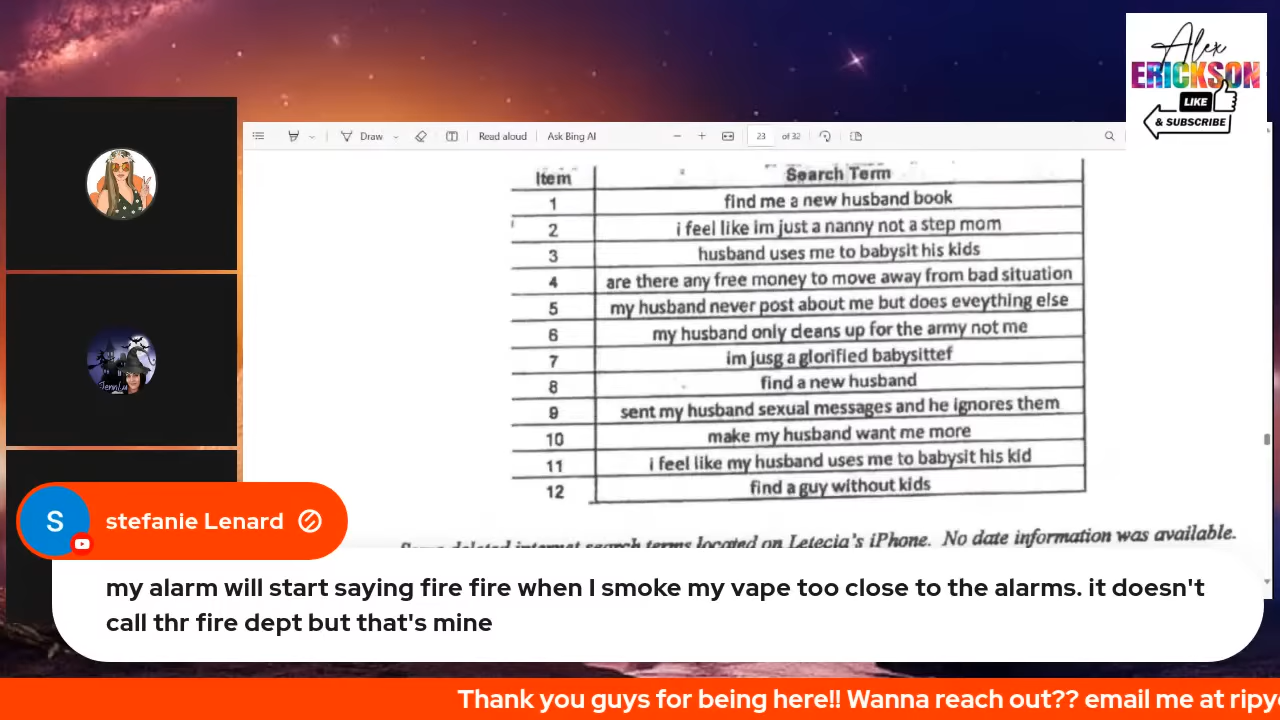 Alex
ERICKSON
LIKE
& SUBSCRIBE
Draw
Read aloud
Ask Bing AI
23
of 32
Item Search Term
1 find me a new husband book
2 i feel like im just a nanny not a step mom
3 husband uses me to babysit his kids
4 are there any free money to move away from bad situation
5 my husband never post about me but does eveything else
6 my husband only cleans up for the army not me
7 im jusg a glorified babysittef
8 find a new husband
9 sent my husband sexual messages and he ignores them
10 make my husband want me more
11 i feel like my husband uses me to babysit his kid
12 find a guy without kids
deleted internet search terms located on Letecia's iPhone. No date information was available.
JennLu
S
stefanie Lenard
my alarm will start saying fire fire when I smoke my vape too close to the alarms. it doesn't
call thr fire dept but that's mine
Thank you guys for being here!! Wanna reach out?? email me at ripy